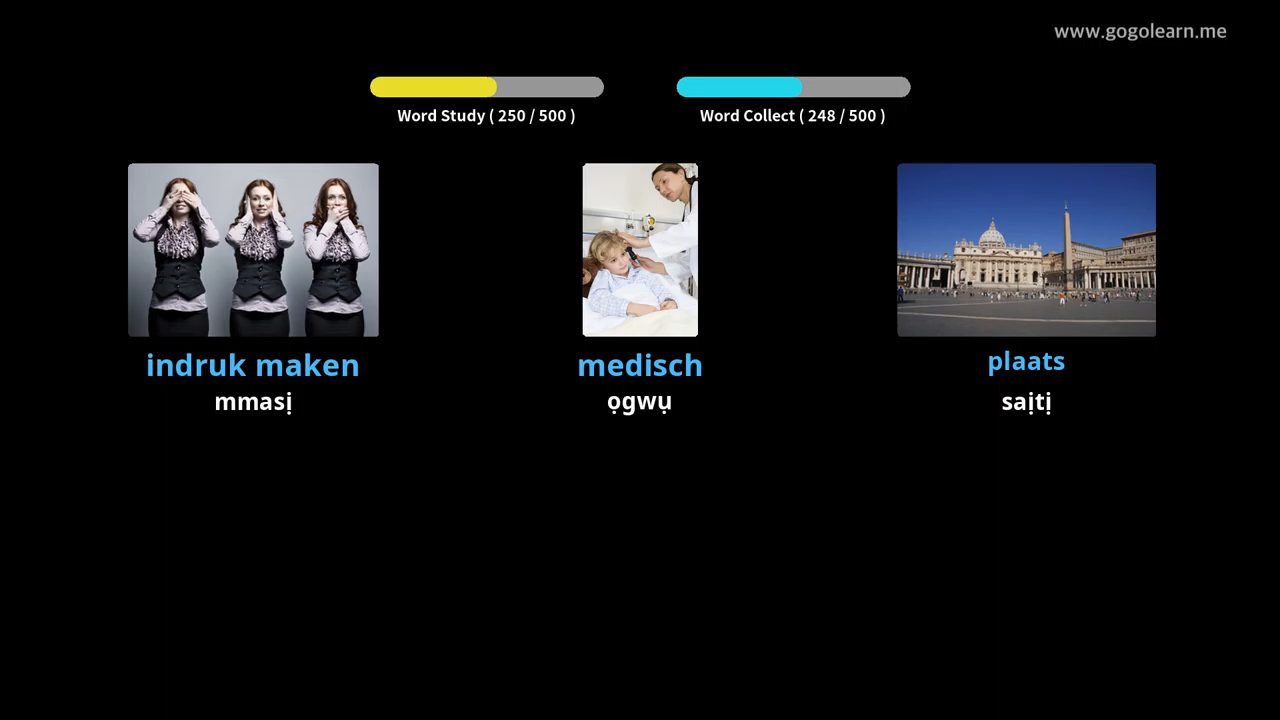 www.gogolearn.me
Word Study ( 250 / 500 )
Word Collect ( 248 / 500 )
indruk maken
medisch
plaats
mmasị
ọgwụ
saịtị